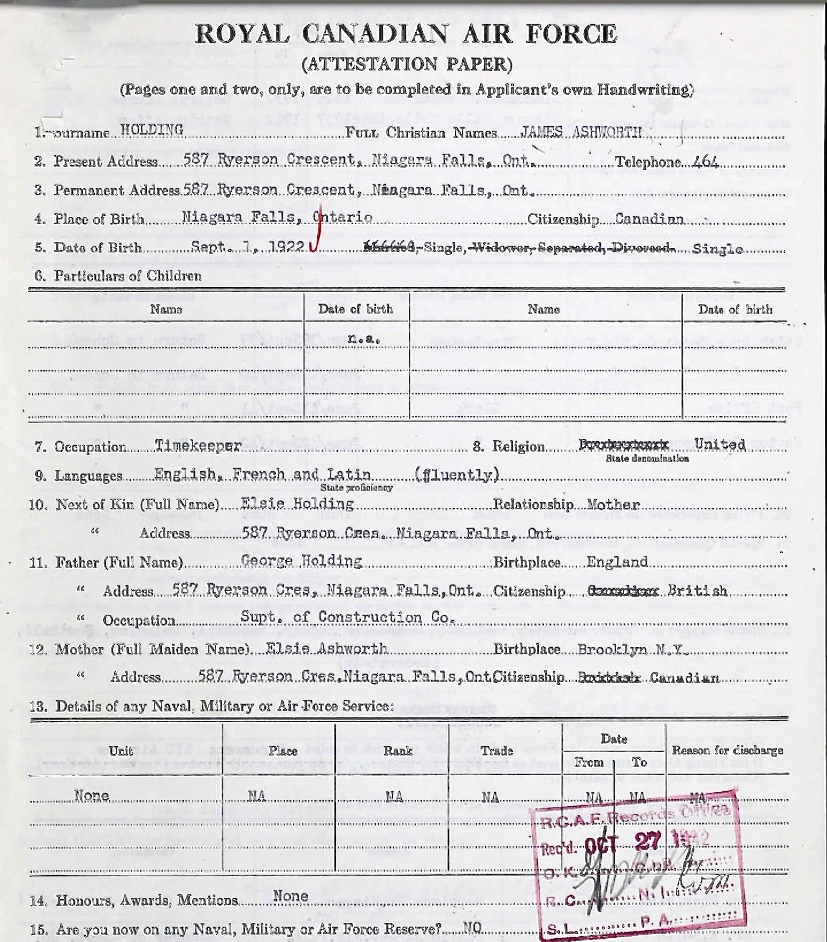 ROYAL CANADIAN AIR FORCE
(ATTESTATION PAPER)
(Pages one and two, only, are to be completed in Applicant's own Handwriting)
1. Surname HOLDING Full Christian Names JAMES ASHWORTH
2. Present Address 587 Ryerson Crescent, Niagara Falls, Ont. Telephone 464
3. Permanent Address 587 Ryerson Crescent, Niagara Falls, Ont.
4. Place of Birth Niagara Falls, Ontario Citizenship Canadian
5. Date of Birth Sept. 1, 1922 Single, Widower, Separated, Divorced. Single
6. Particulars of Children
Name Date of birth Name Date of birth
n.a.
7. Occupation Timekeeper 8. Religion United
State denomination
9. Languages English, French and Latin (fluently)
State proficiency
10. Next of Kin (Full Name) Elsie Holding Relationship Mother
" Address 587 Ryerson Cres. Niagara Falls, Ont.
11. Father (Full Name) George Holding Birthplace England
" Address 587 Ryerson Cres, Niagara Falls,Ont. Citizenship British
" Occupation Supt. of Construction Co.
12. Mother (Full Maiden Name) Elsie Ashworth Birthplace Brooklyn N.Y.
" Address 587 Ryerson Cres.Niagara Falls,Ont Citizenship Canadian
13. Details of any Naval, Military or Air Force Service:
Unit Place Rank Trade Date Reason for discharge
From To
None NA NA NA NA NA NA
R.C.A.F. Records Office
Rec'd. OCT 27 1942
O.K.
R.C. N.I.
S.L. P.A.
14. Honours, Awards, Mentions None
15. Are you now on any Naval, Military or Air Force Reserve? NO